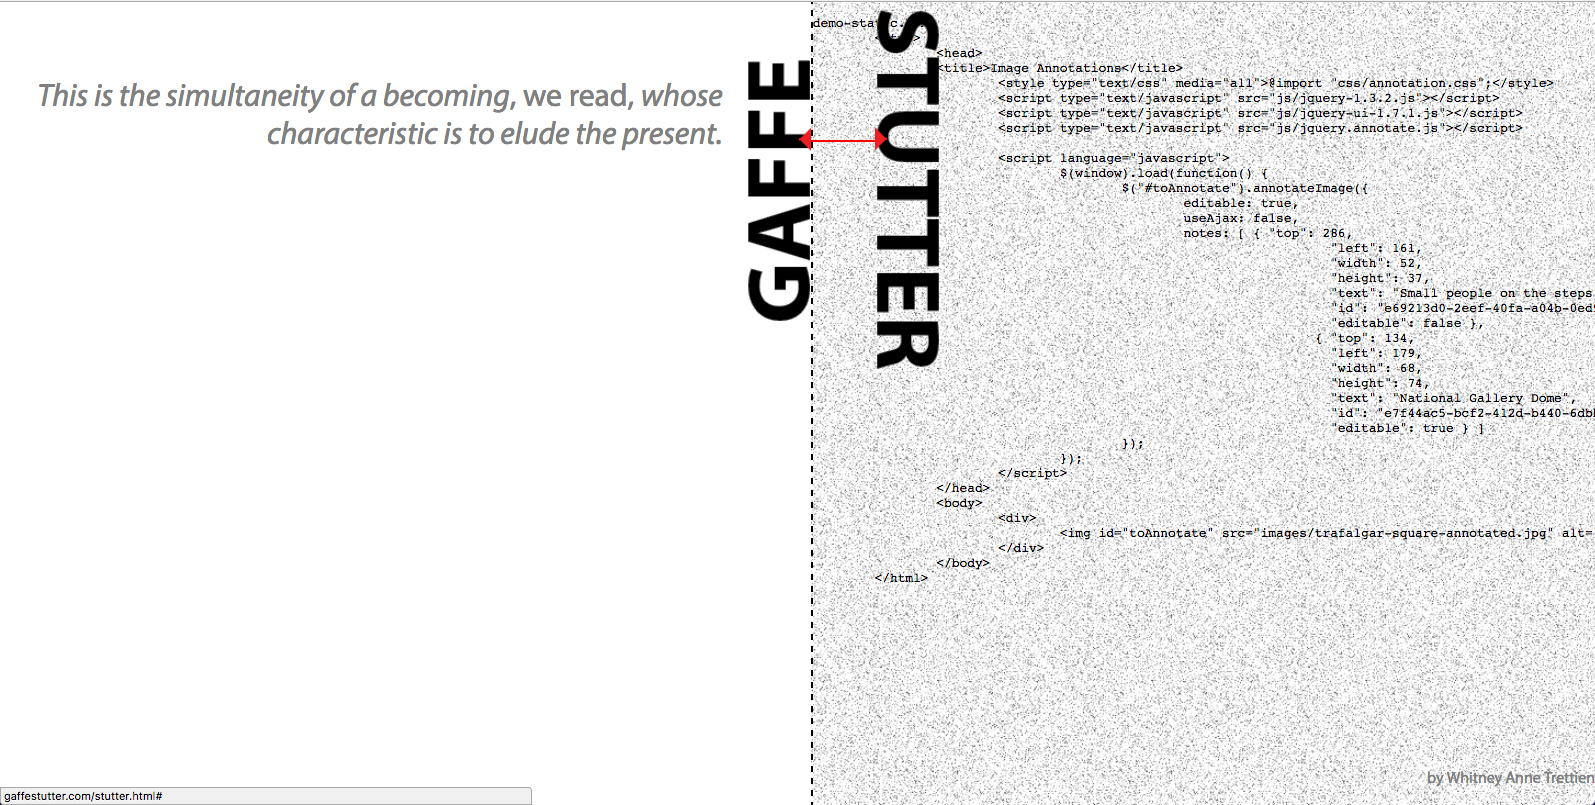 This is the simultaneity of a becoming, we read, whose
characteristic is to elude the present.
GAFFE
STUTTER
<head>
<title>Image Annotations</title>
<style type="text/css" media="all">@import "css/annotation.css";</style>
<script type="text/javascript" src="js/jquery-1.3.2.js"></script>
<script type="text/javascript" src="js/jquery-ui-1.7.1.js"></script>
<script type="text/javascript" src="js/jquery.annotate.js"></script>
<script language="javascript">
$(window).load(function() {
$("#toAnnotate").annotateImage({
editable: true,
useAjax: false,
notes: [ { "top": 286,
"left": 161,
"width": 52,
"height": 37,
"text": "Small people on the steps
"id": "e69213d0-2eef-40fa-a04b-0ed9
"editable": false },
{ "top": 134,
"left": 179,
"width": 68,
"height": 74,
"text": "National Gallery Dome",
"id": "e7f44ac5-bcf2-412d-b440-6dbb
"editable": true } ]
});
});
</script>
</head>
<body>
<div>
<img id="toAnnotate" src="images/trafalgar-square-annotated.jpg" alt=
</div>
</body>
</html>
by Whitney Anne Trettien
gaffestutter.com/stutter.html#